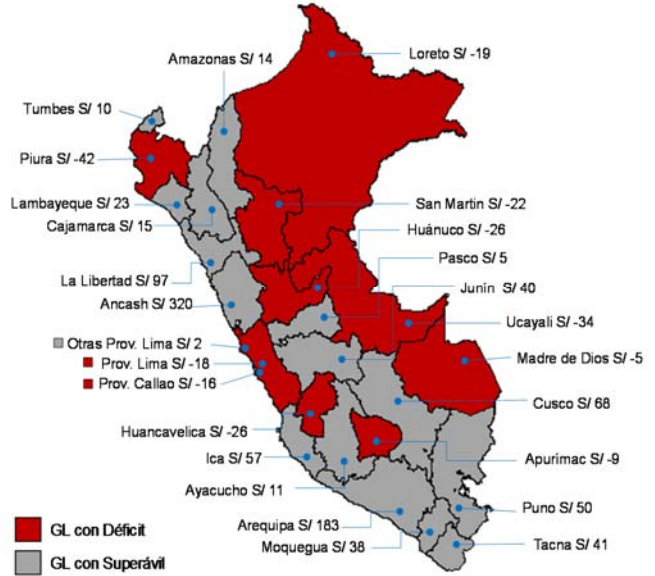 Loreto S/ -19
Amazonas S/ 14
Tumbes S/ 10
Piura S/ -42
Lambayeque S/ 23
San Martin S/ -22
Cajamarca S/ 15
Huánuco S/ -26
Pasco S/ 5
La Libertad S/ 97
Junín S/ 40
Ancash S/ 320
Ucayali S/ -34
Otras Prov. Lima S/ 2
Prov. Lima S/ -18
Madre de Dios S/ -5
Prov. Callao S/ -16
Cusco S/ 68
Huancavelica S/ -26
Ica S/ 57
Apurimac S/ -9
Ayacucho S/ 11
Puno S/ 50
Arequipa S/ 183
Moquegua S/ 38
Tacna S/ 41
GL con Déficit
GL con Superávil